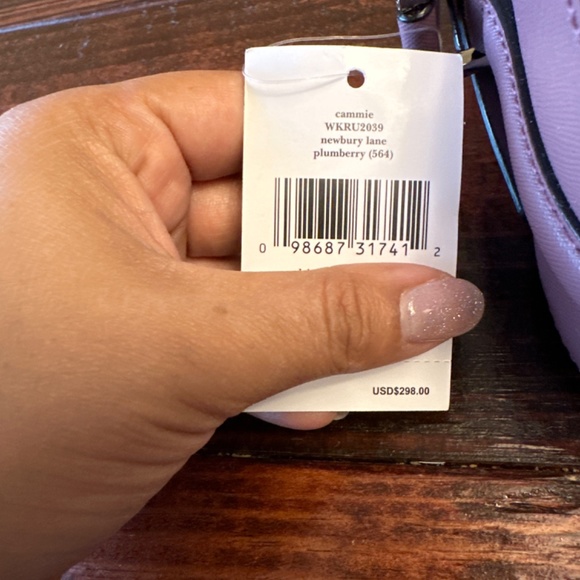 cammie
WKRU2039
newbury lane
plumberry (564)
0 98687 31741 2
USD$298.00